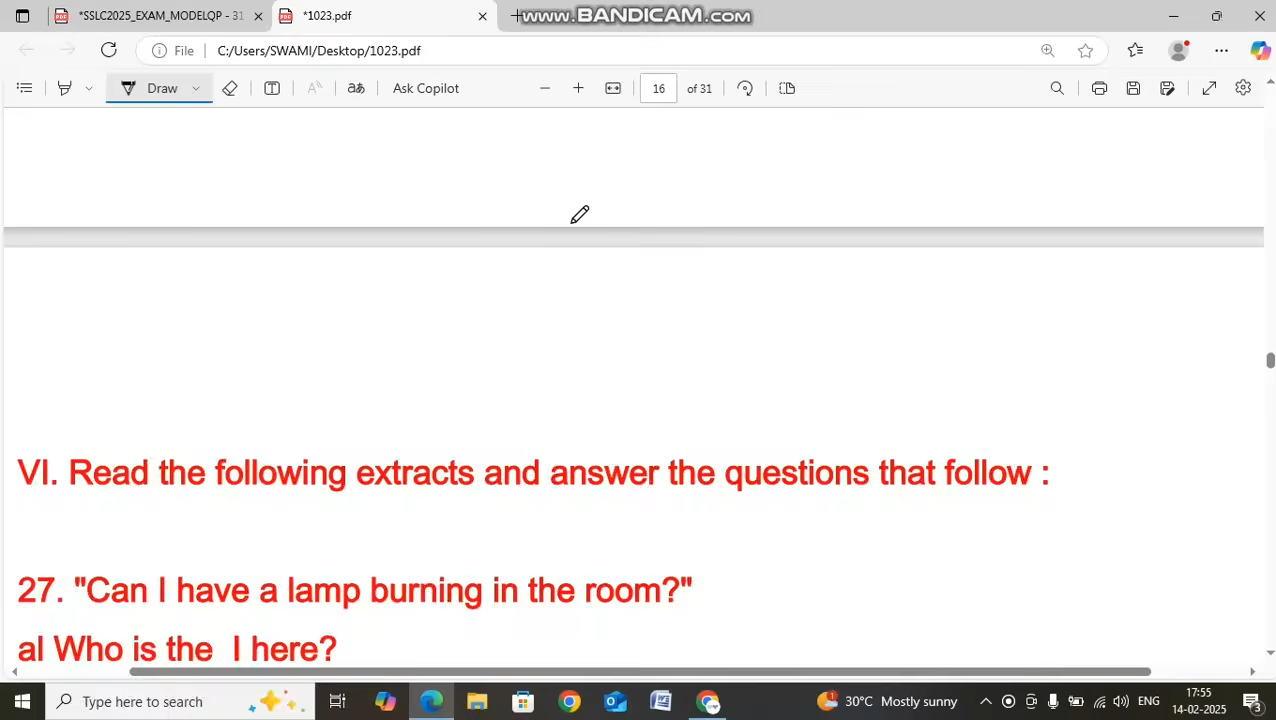 *SSLC2025_EXAM_MODELQP - 31
*1023.pdf
www.BANDICAM.com
File
C:/Users/SWAMI/Desktop/1023.pdf
Draw
Ask Copilot
16
of 31
VI. Read the following extracts and answer the questions that follow :
27. "Can I have a lamp burning in the room?"
al Who is the I here?
Type here to search
30°C Mostly sunny
ENG
17:55
14-02-2025
3